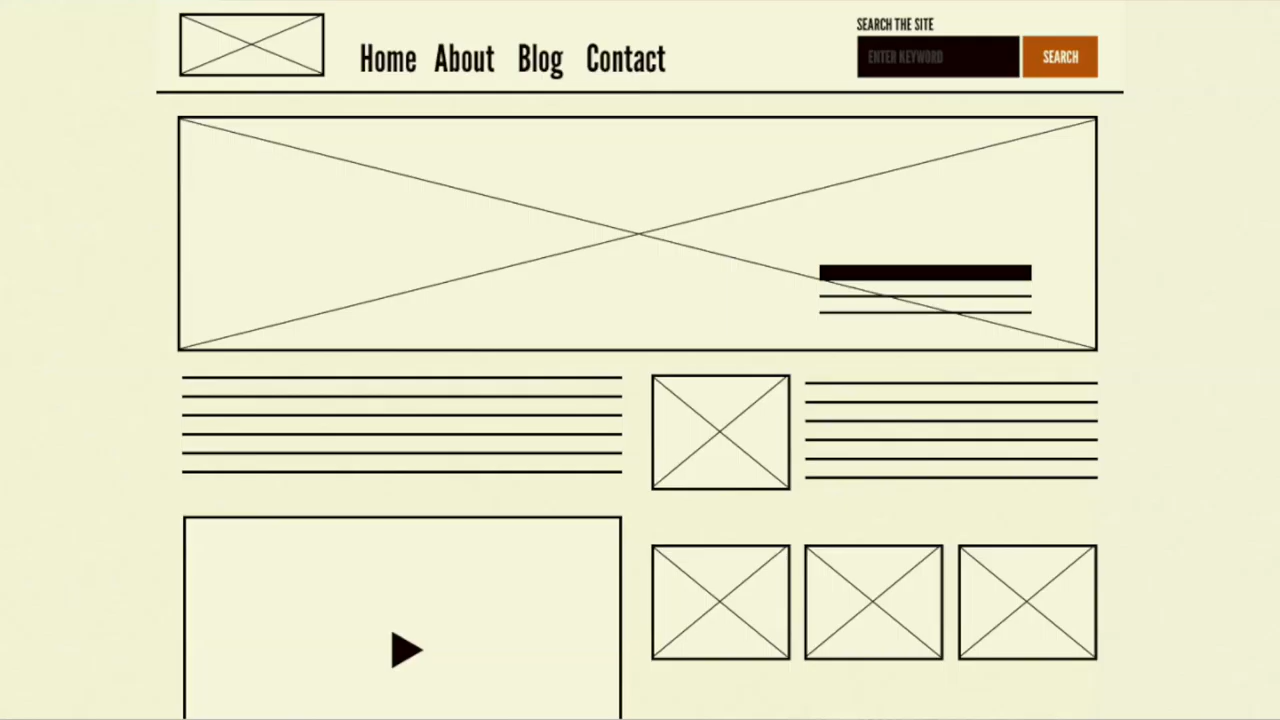 SEARCH THE SITE
Home About Blog Contact
ENTER KEYWORD
SEARCH